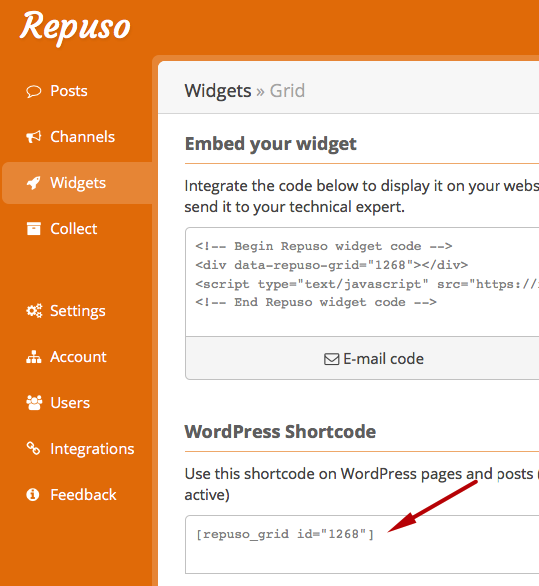 Repuso
Posts
Channels
Widgets
Collect
Settings
Account
Users
Integrations
Feedback
Widgets » Grid
Embed your widget
Integrate the code below to display it on your webs
send it to your technical expert.
<!-- Begin Repuso widget code -->
<div data-repuso-grid="1268"></div>
<script type="text/javascript" src="https://
<!-- End Repuso widget code -->
E-mail code
WordPress Shortcode
Use this shortcode on WordPress pages and posts (
active)
[repuso_grid id="1268"]